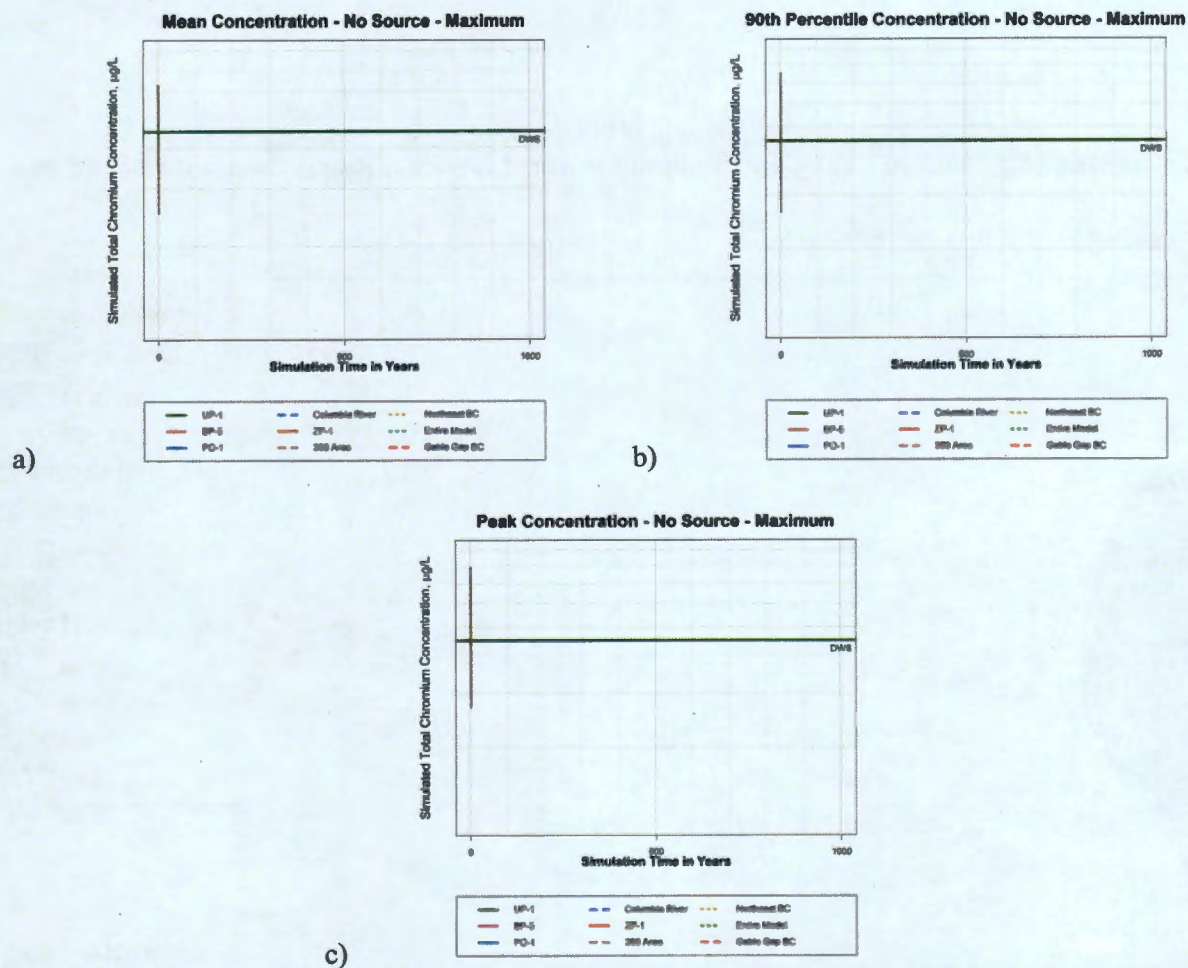 Mean Concentration - No Source - Maximum
Simulated Total Chromium Concentration, µg/L
DWS
0 500 1000
Simulation Time in Years
UP-1 Columbia River Northeast BC
BP-5 ZP-1 Entire Model
PO-1 300 Area Gable Gap BC
a)
90th Percentile Concentration - No Source - Maximum
Simulated Total Chromium Concentration, µg/L
DWS
0 500 1000
Simulation Time in Years
UP-1 Columbia River Northeast BC
BP-5 ZP-1 Entire Model
PO-1 300 Area Gable Gap BC
b)
Peak Concentration - No Source - Maximum
Simulated Total Chromium Concentration, µg/L
DWS
0 500 1000
Simulation Time in Years
UP-1 Columbia River Northeast BC
BP-5 ZP-1 Entire Model
PO-1 300 Area Gable Gap BC
c)